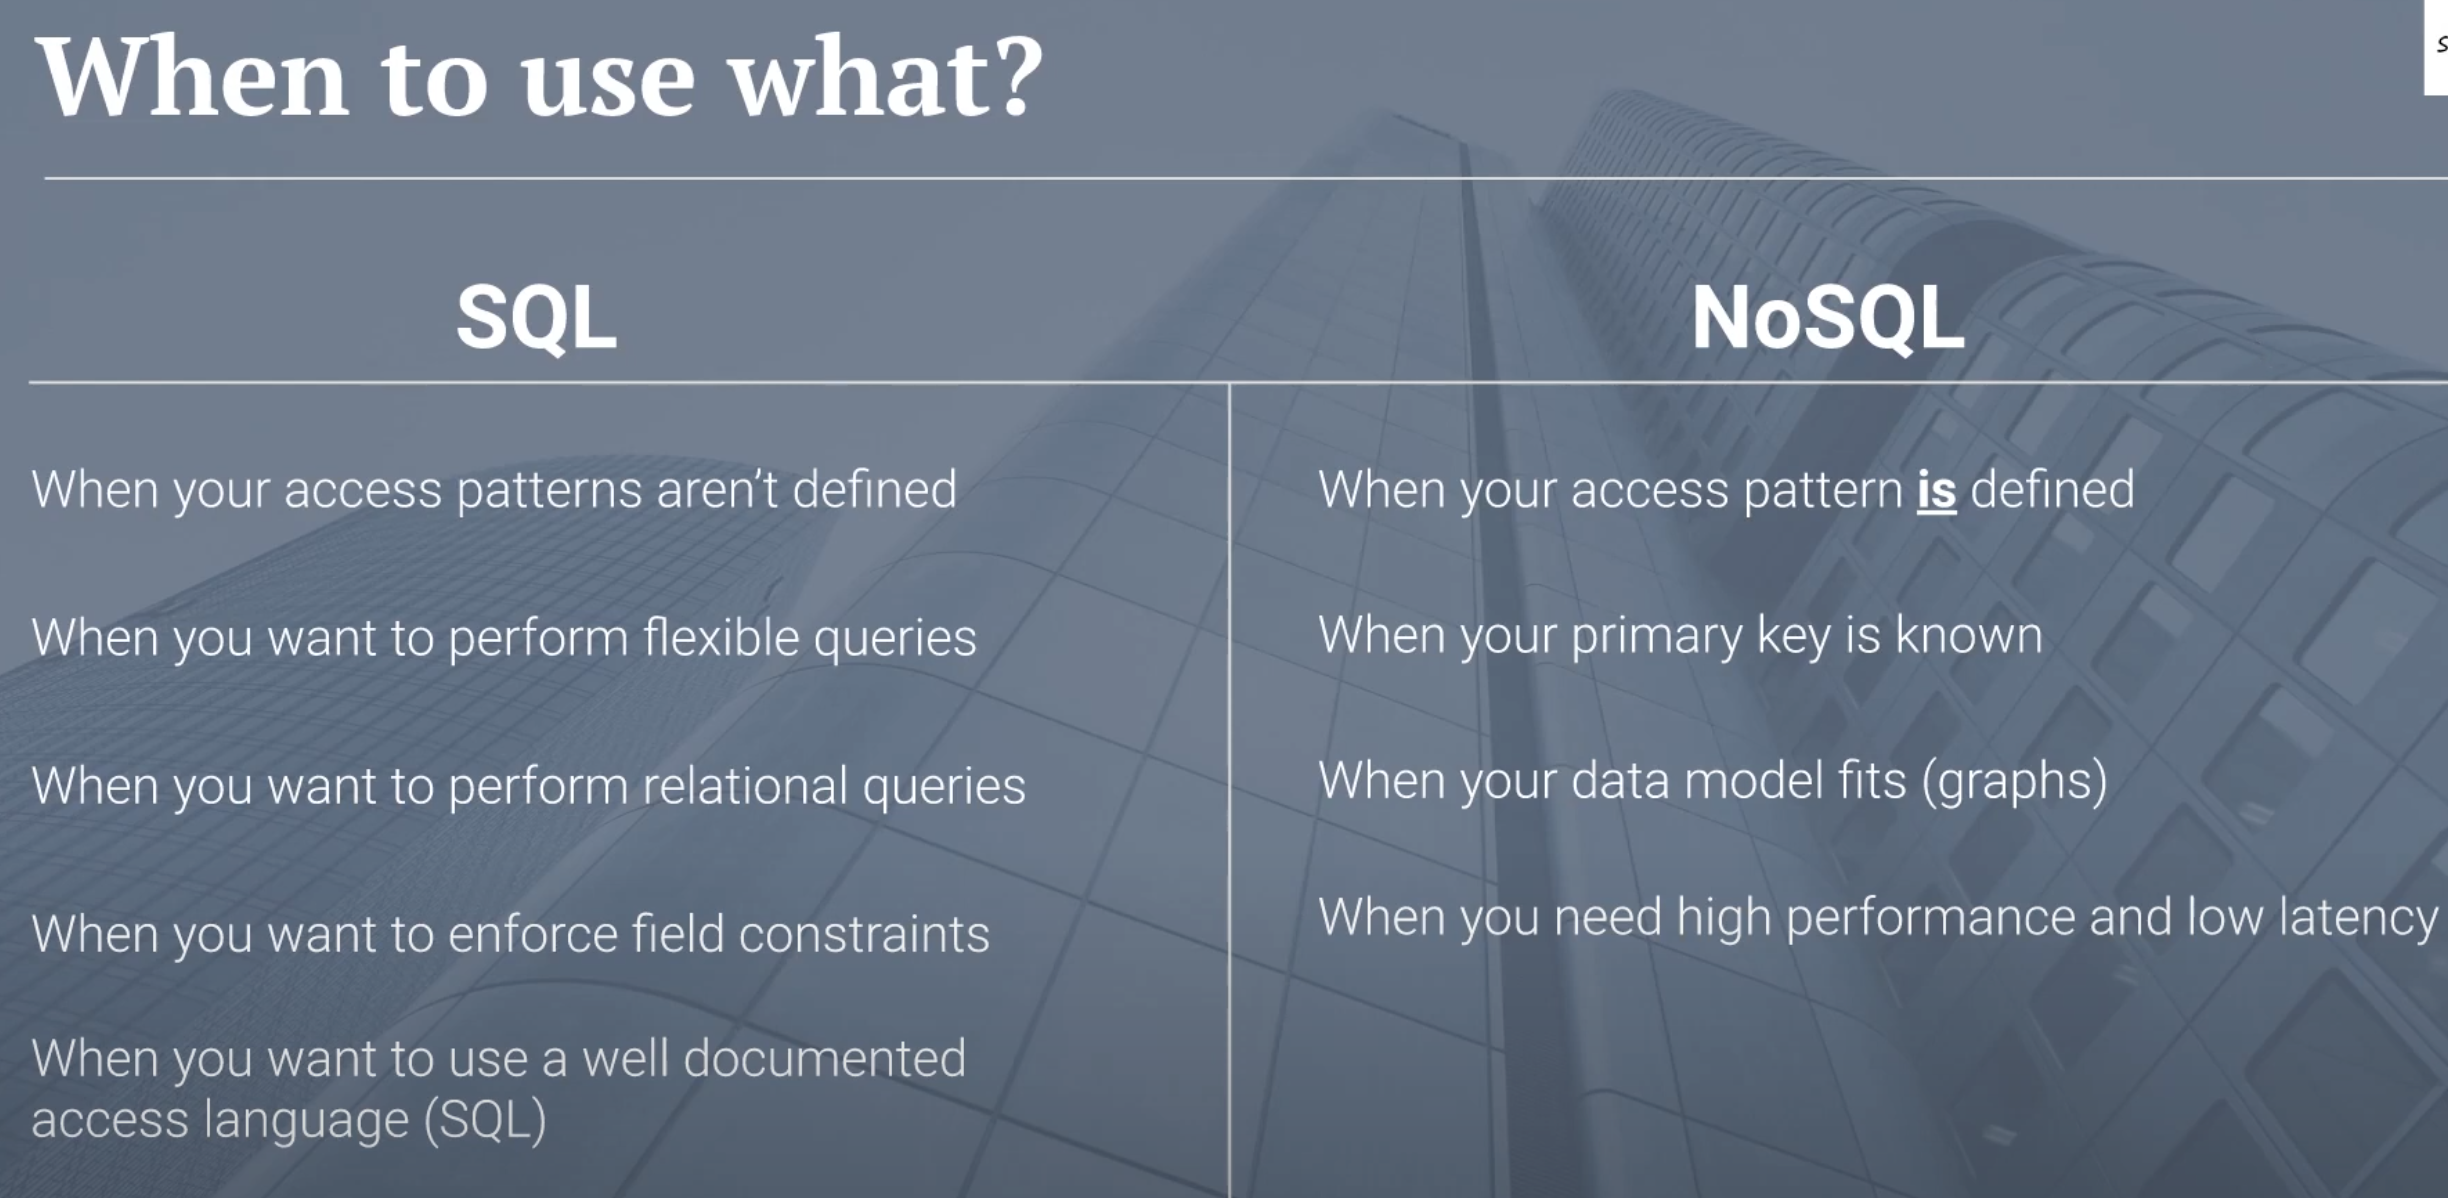 When to use what?
SQL
NoSQL
When your access patterns aren't defined
When you want to perform flexible queries
When you want to perform relational queries
When you want to enforce field constraints
When you want to use a well documented
access language (SQL)
When your access pattern is defined
When your primary key is known
When your data model fits (graphs)
When you need high performance and low latency